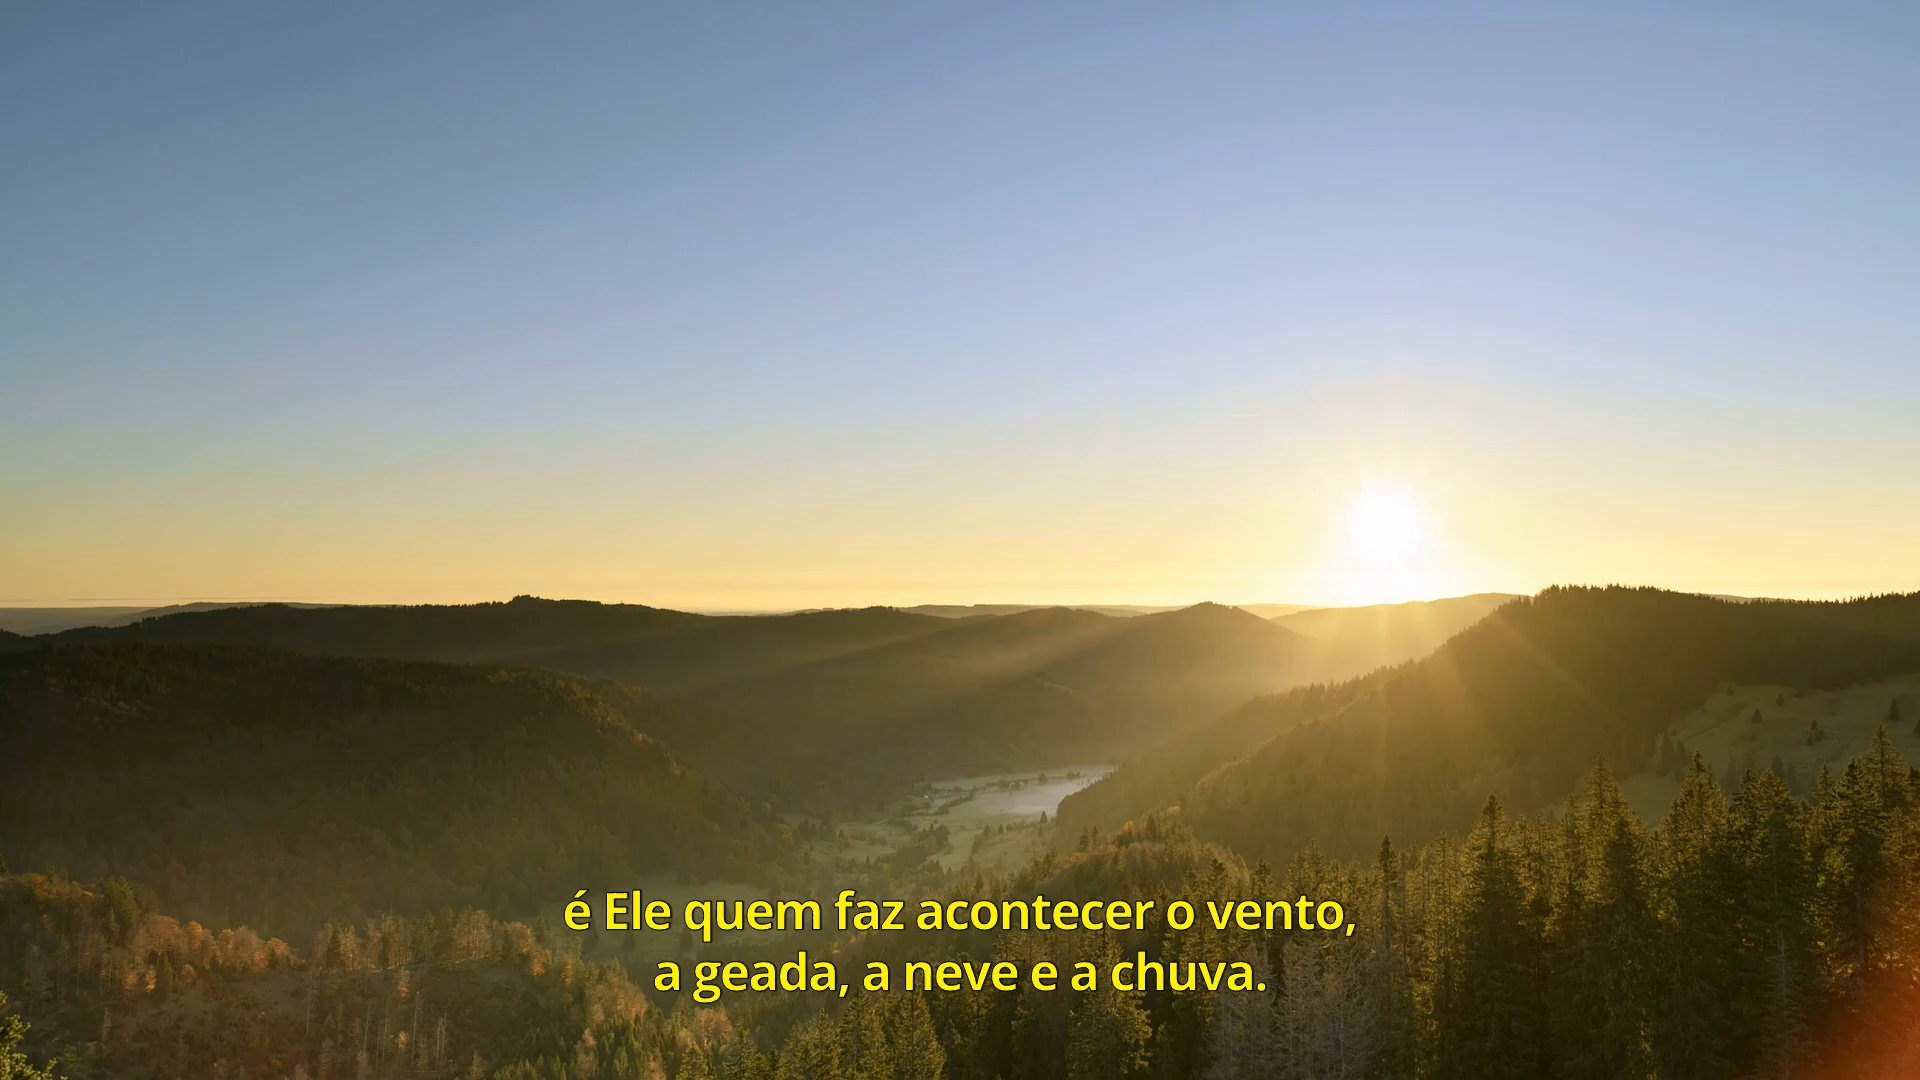 é Ele quem faz acontecer o vento,
a geada, a neve e a chuva.